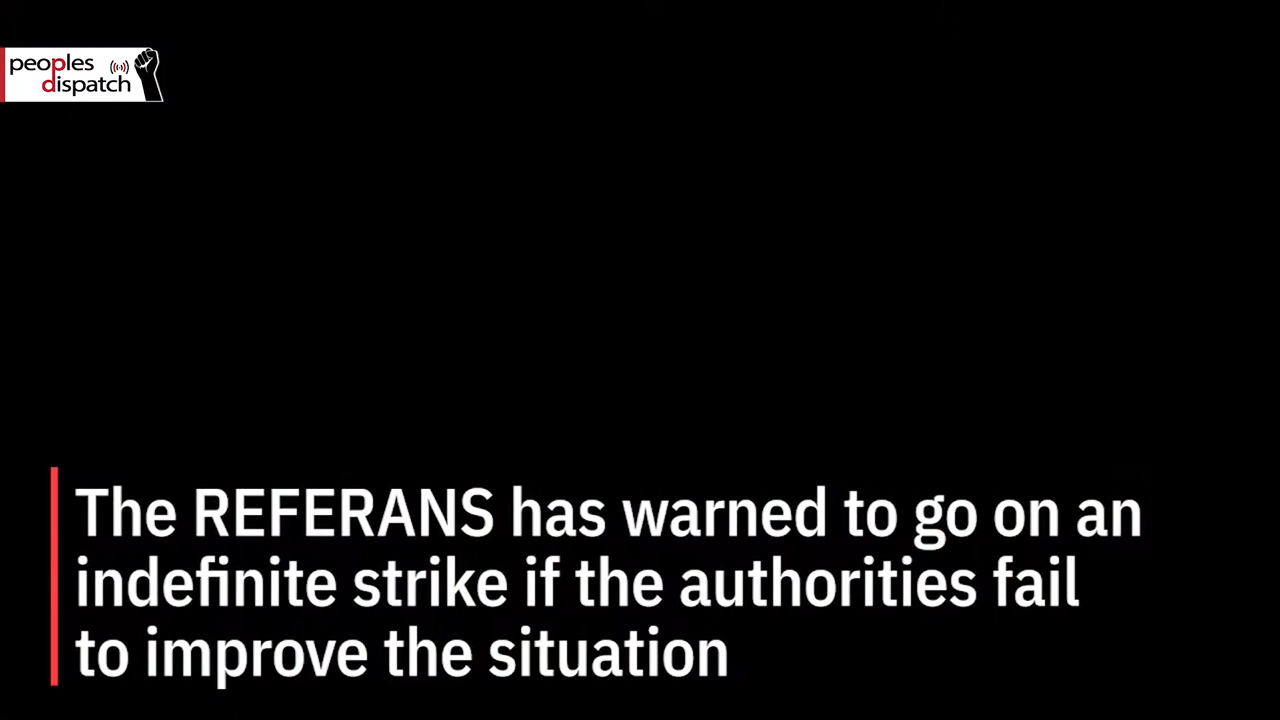 peoples
dispatch
The REFERANS has warned to go on an
indefinite strike if the authorities fail
to improve the situation